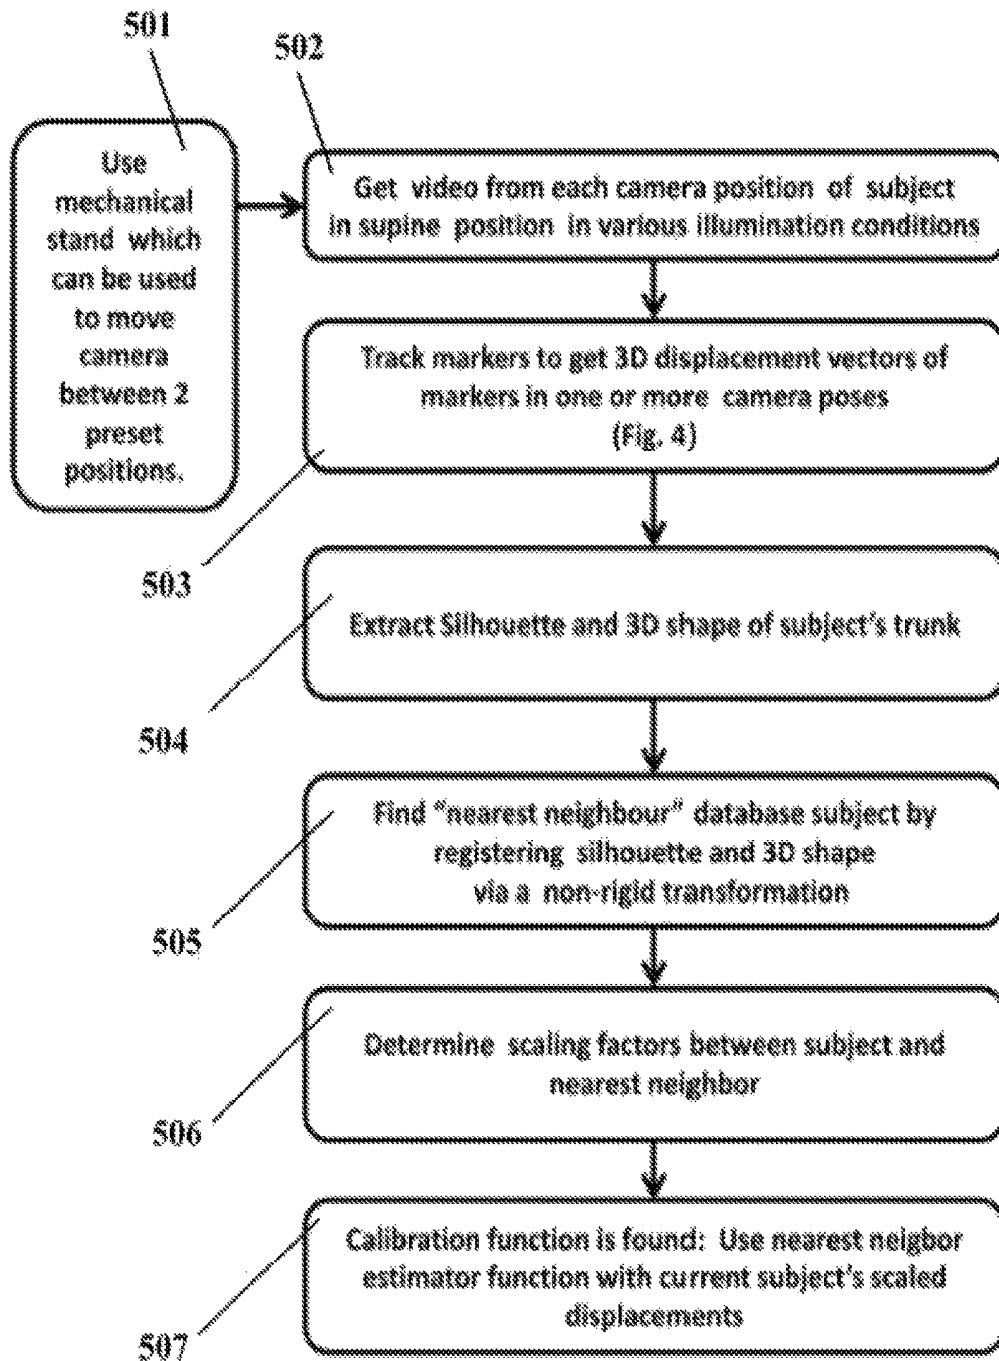 501
502
Use
mechanical
stand which
can be used
to move
camera
between 2
preset
positions.
Get video from each camera position of subject
in supine position in various illumination conditions
Track markers to get 3D displacement vectors of
markers in one or more camera poses
(Fig. 4)
503
Extract Silhouette and 3D shape of subject's trunk
504
Find "nearest neighbour" database subject by
registering silhouette and 3D shape
via a non-rigid transformation
505
Determine scaling factors between subject and
nearest neighbor
506
Calibration function is found: Use nearest neigbor
estimator function with current subject's scaled
displacements
507